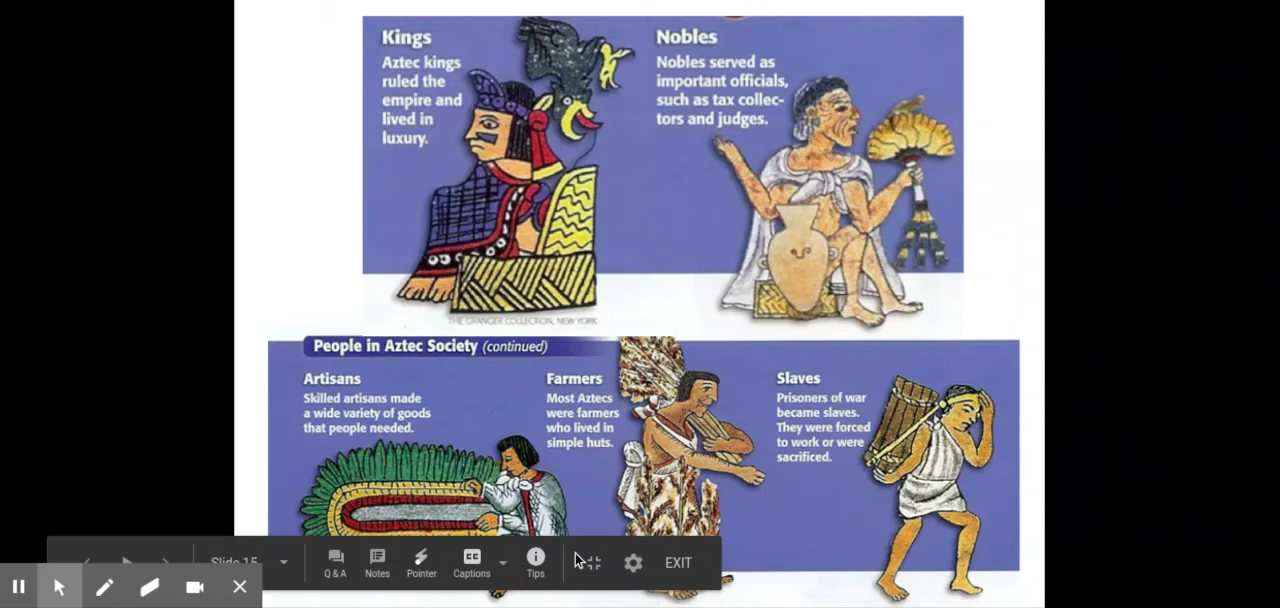 Kings
Aztec kings
ruled the
empire and
lived in
luxury.
Nobles
Nobles served as
important officials,
such as tax collec-
tors and judges.
THE GRANGER COLLECTION, NEW YORK
People in Aztec Society (continued)
Artisans
Skilled artisans made
a wide variety of goods
that people needed.
Farmers
Most Aztecs
were farmers
who lived in
simple huts.
Slaves
Prisoners of war
became slaves.
They were forced
to work or were
sacrificed.
Slide 15
Q & A
Notes
Pointer
CC
Captions
Tips
EXIT